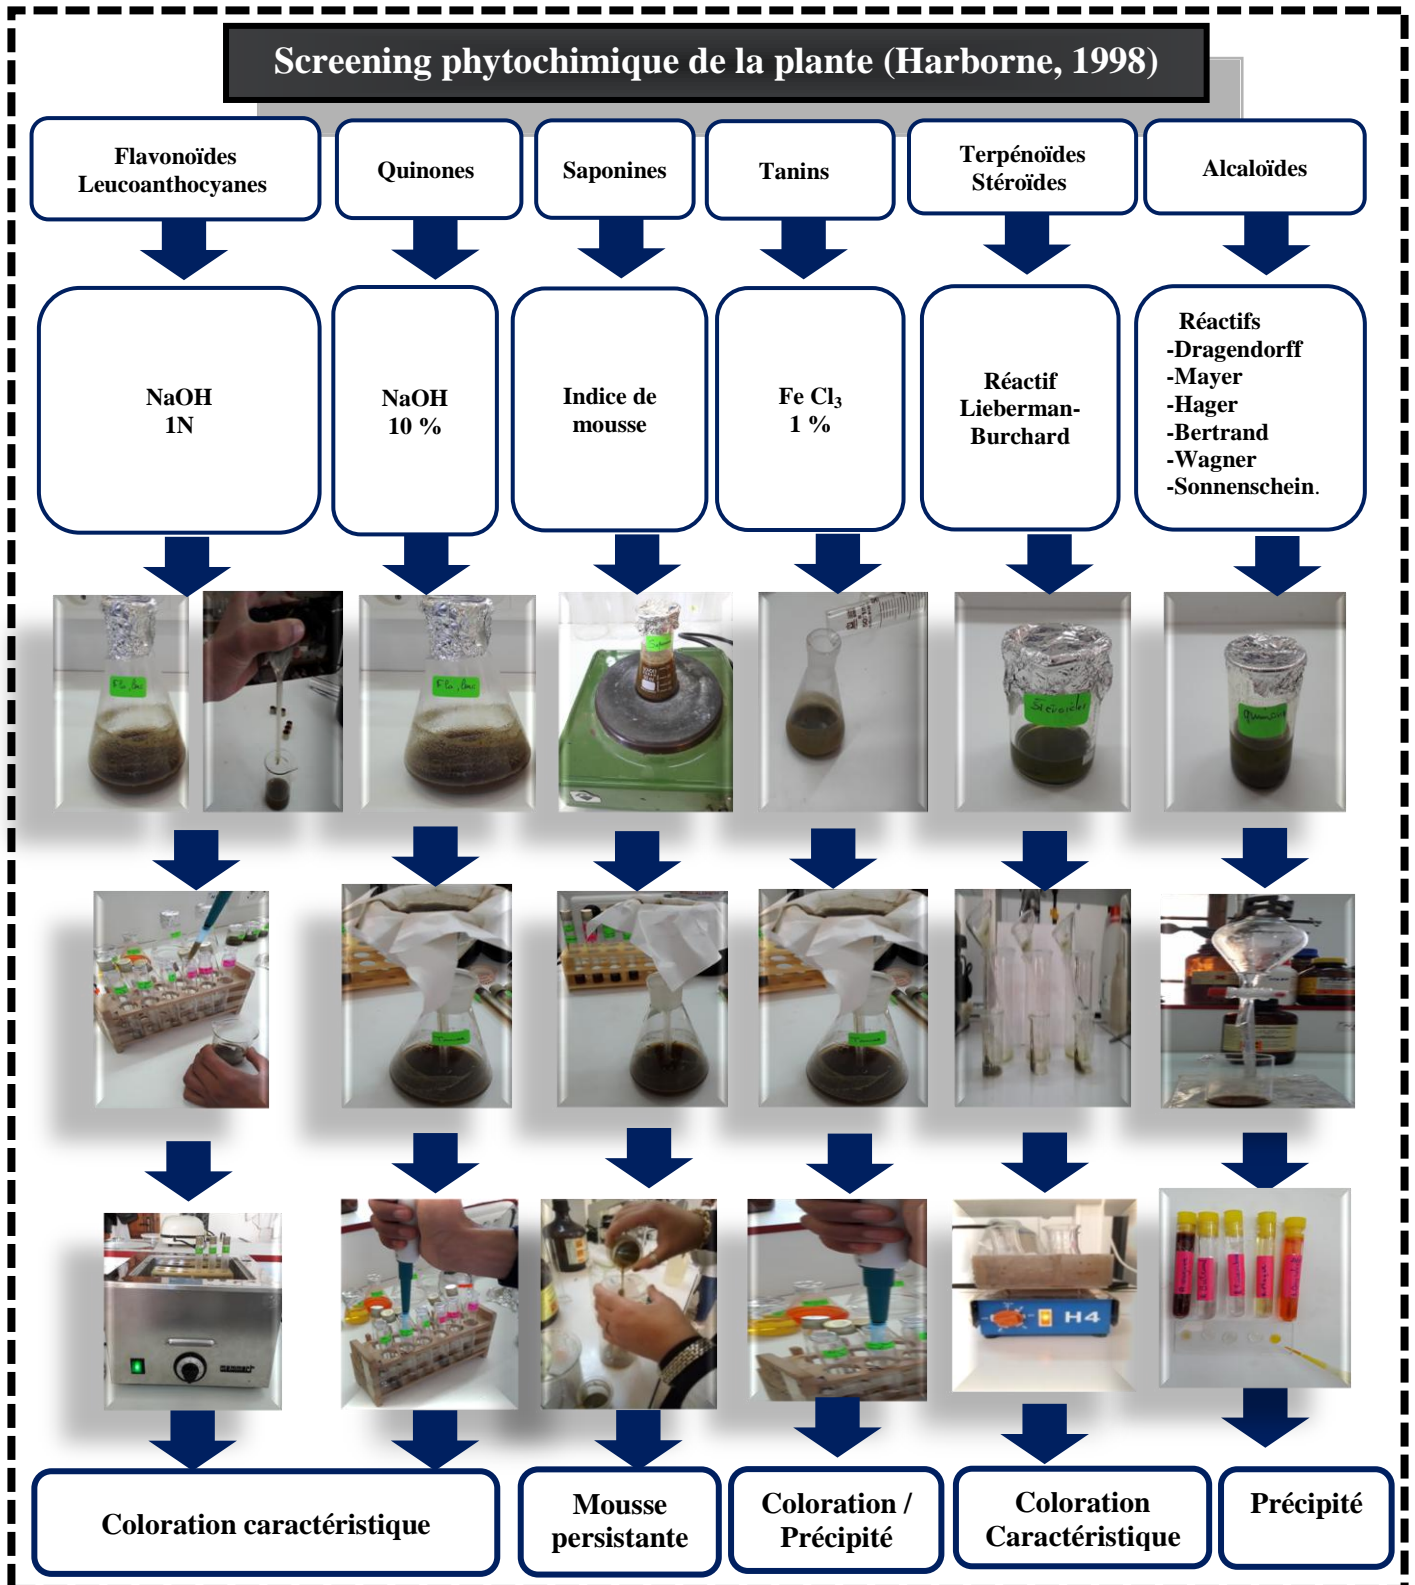 Screening phytochimique de la plante (Harborne, 1998)
Flavonoïdes
Leucoanthocyanes
Quinones
Saponines
Tanins
Terpénoïdes
Stéroïdes
Alcaloïdes
NaOH
1N
NaOH
10 %
Indice de
mousse
Fe Cl₃
1 %
Réactif
Lieberman-
Burchard
Réactifs
-Dragendorff
-Mayer
-Hager
-Bertrand
-Wagner
-Sonnenschein.
H4
Coloration caractéristique
Mousse
persistante
Coloration /
Précipité
Coloration
Caractéristique
Précipité